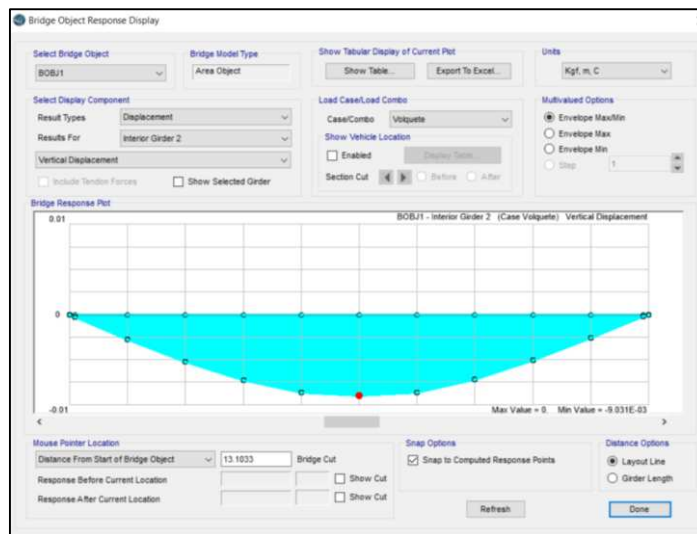 Bridge Object Response Display
Select Bridge Object
BOBJ1
Bridge Model Type
Area Object
Show Tabular Display of Current Plot
Show Table...
Export To Excel...
Units
Kgf, m, C
Select Display Component
Result Types
Displacement
Results For
Interior Girder 2
Vertical Displacement
Include Tendon Forces
Show Selected Girder
Load Case/Load Combo
Case/Combo
Volquete
Show Vehicle Location
Enabled
Display Table...
Section Cut
Before
After
Multivalued Options
Envelope Max/Min
Envelope Max
Envelope Min
Step
1
Bridge Response Plot
0.01
BOBJ1 - Interior Girder 2 (Case Volquete) Vertical Displacement
0
-0.01
Max Value = 0. Min Value = -9.031E-03
Mouse Pointer Location
Distance From Start of Bridge Object
13.1033
Bridge Cut
Response Before Current Location
Show Cut
Response After Current Location
Show Cut
Snap Options
Snap to Computed Response Points
Refresh
Distance Options
Layout Line
Girder Length
Done